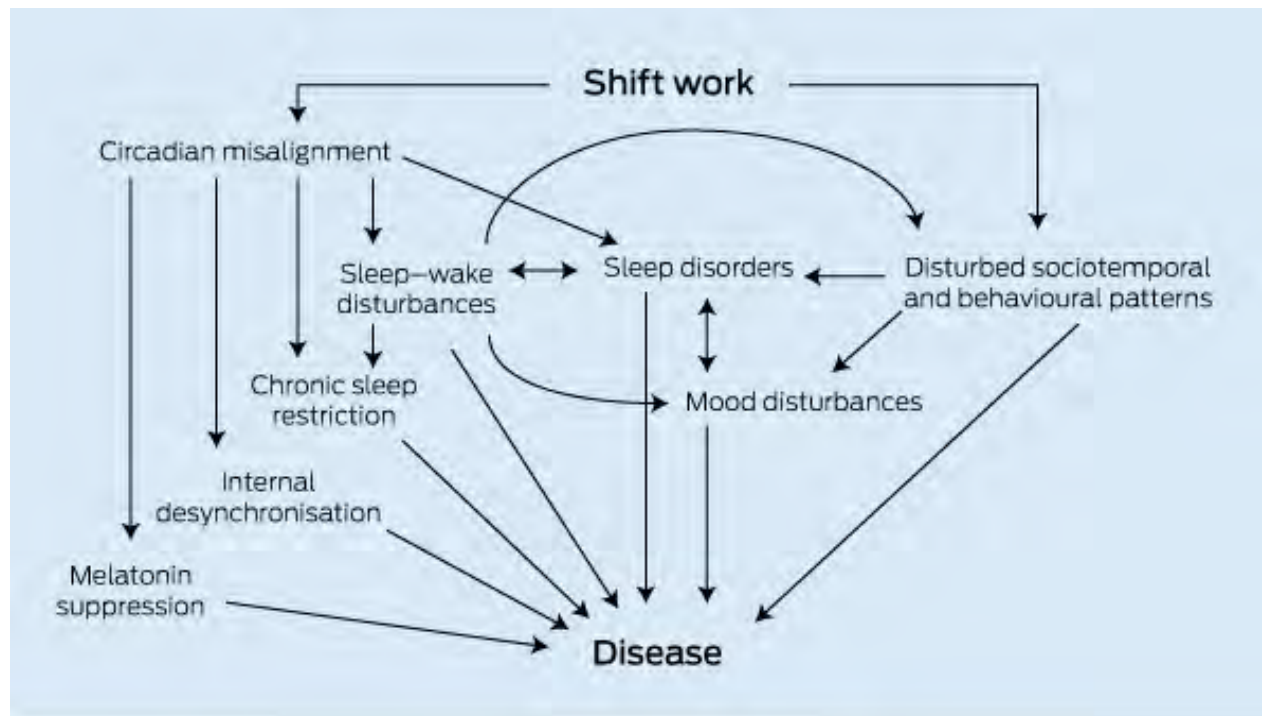 Shift work
Circadian misalignment
Sleep–wake
disturbances
Sleep disorders
Disturbed sociotemporal
and behavioural patterns
Chronic sleep
restriction
Mood disturbances
Internal
desynchronisation
Melatonin
suppression
Disease